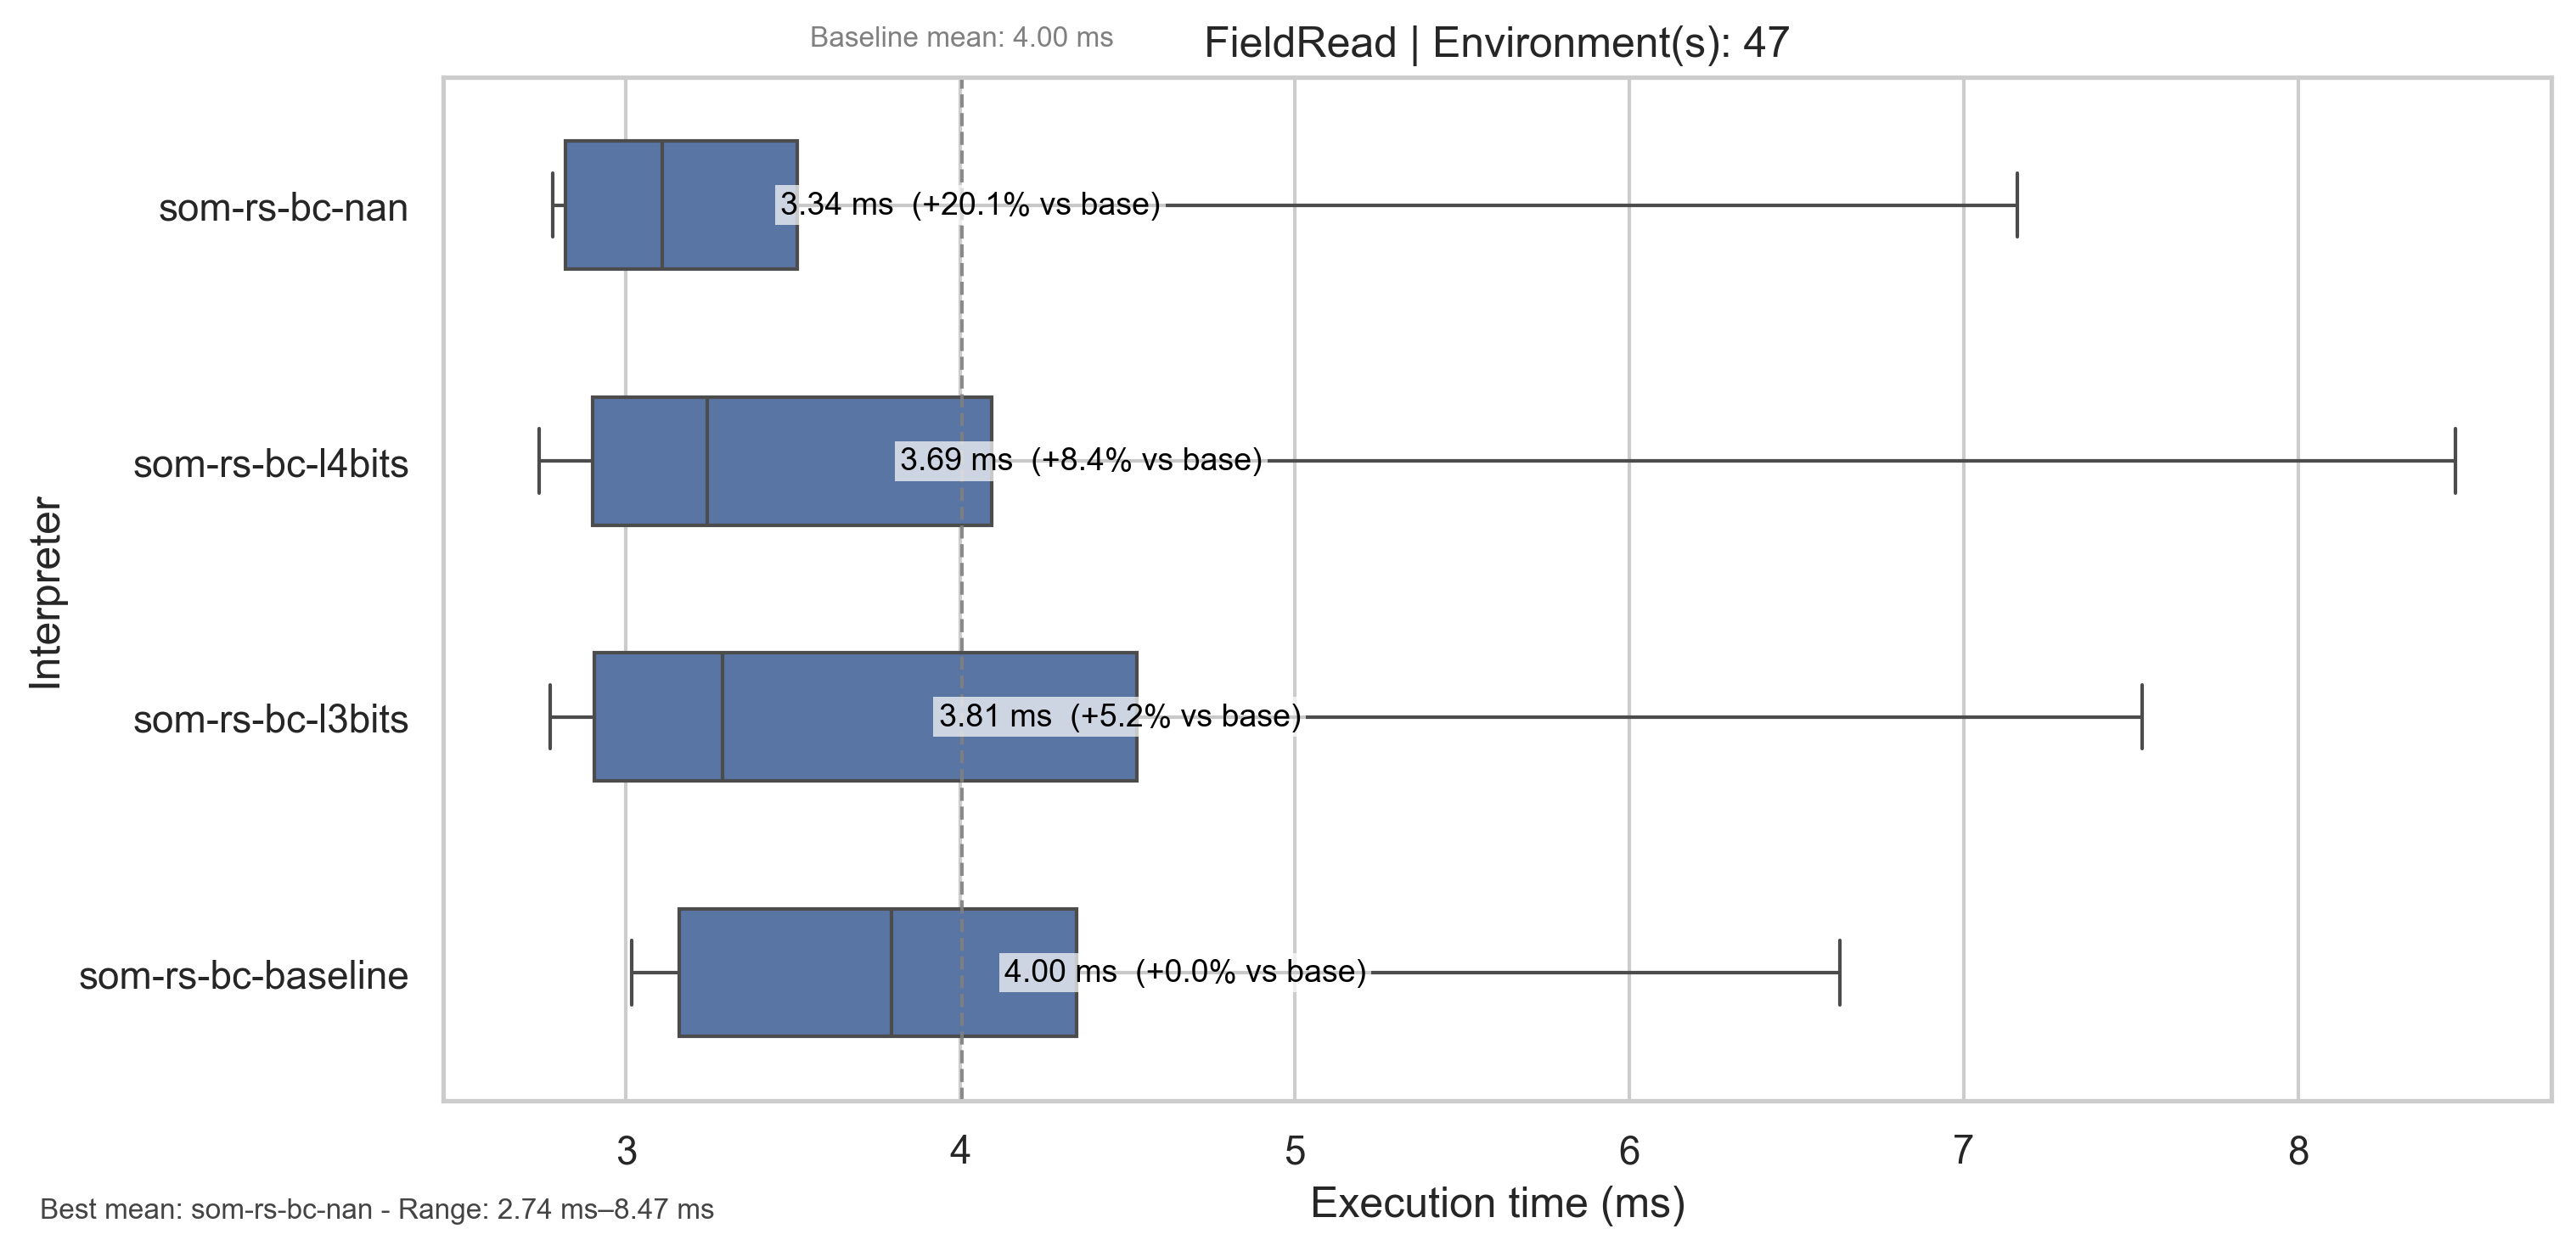 Baseline mean: 4.00 ms
FieldRead | Environment(s): 47
Interpreter
som-rs-bc-nan
3.34 ms (+20.1% vs base)
som-rs-bc-l4bits
3.69 ms (+8.4% vs base)
som-rs-bc-l3bits
3.81 ms (+5.2% vs base)
som-rs-bc-baseline
4.00 ms (+0.0% vs base)
3 4 5 6 7 8
Execution time (ms)
Best mean: som-rs-bc-nan - Range: 2.74 ms–8.47 ms